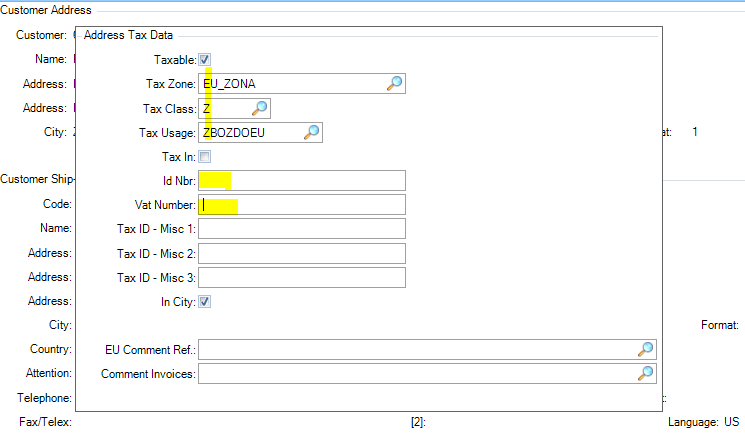 Customer Address
Customer:
Address Tax Data
Name:
Taxable:
Address:
Tax Zone: EU_ZONA
Address:
Tax Class: Z
City: Z
Tax Usage: ZBOZDOEU
at: 1
Tax In:
Customer Ship-
Id Nbr:
Code:
Vat Number:
Name:
Tax ID - Misc 1:
Address:
Tax ID - Misc 2:
Address:
Tax ID - Misc 3:
Address:
In City:
City:
Format:
Country:
EU Comment Ref.:
Attention:
Comment Invoices:
Telephone:
Fax/Telex:
[2]:
Language: US